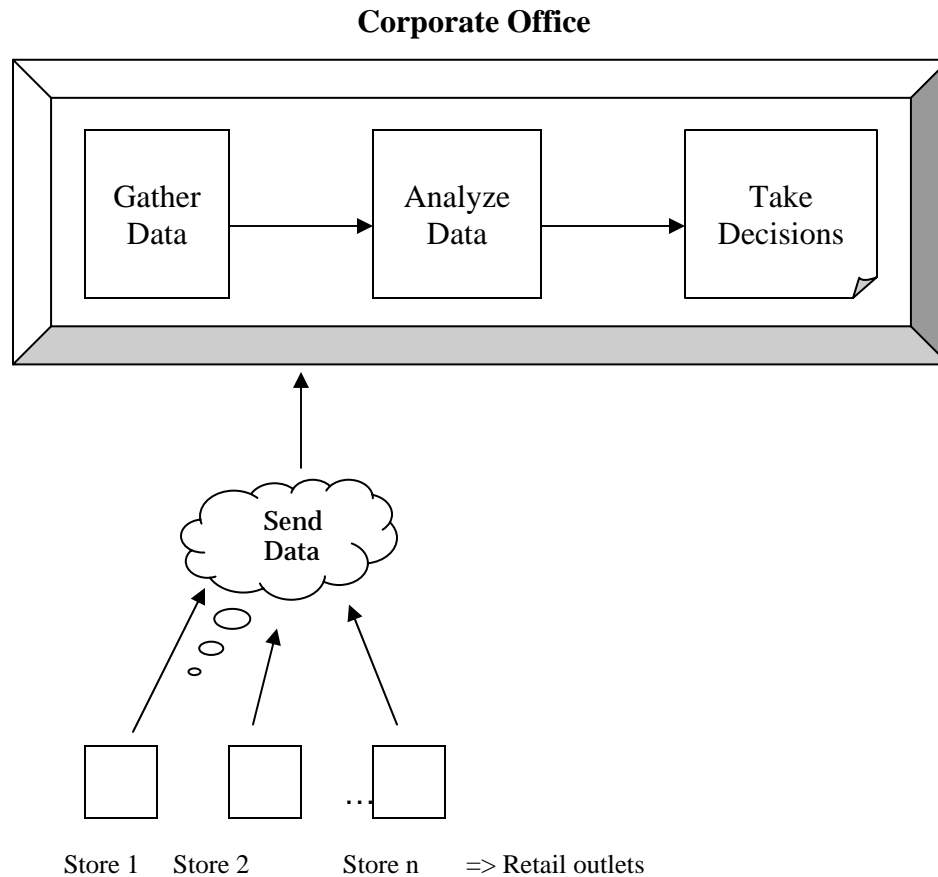 Corporate Office
Gather
Data
Analyze
Data
Take
Decisions
Send
Data
...
Store 1 Store 2 Store n => Retail outlets